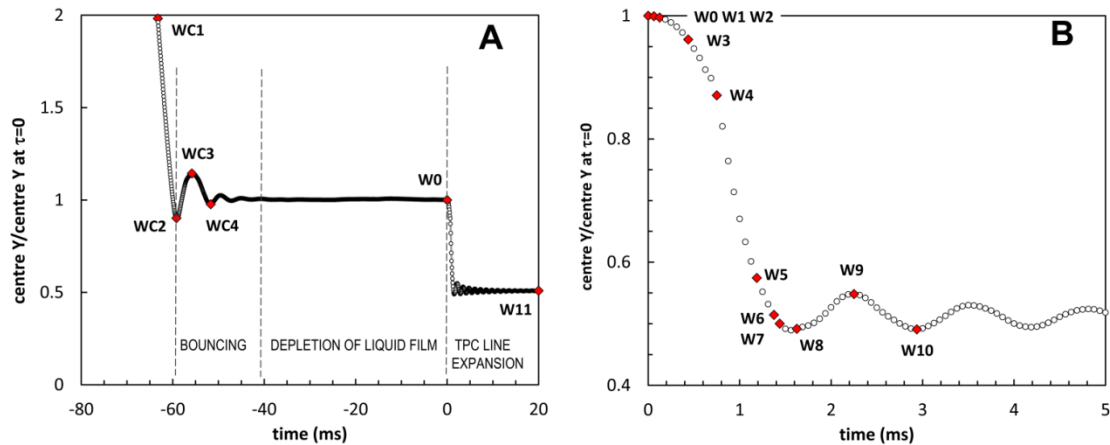 A
2
1.5
1
0.5
0
centre Y/centre Y at τ=0
WC1
WC2
WC3
WC4
W0
W11
BOUNCING
DEPLETION OF LIQUID FILM
TPC LINE
EXPANSION
-80
-60
-40
-20
0
20
time (ms)
B
1
0.8
0.6
0.4
centre Y/centre Y at τ=0
W0 W1 W2
W3
W4
W5
W6
W7
W8
W9
W10
0
1
2
3
4
5
time (ms)